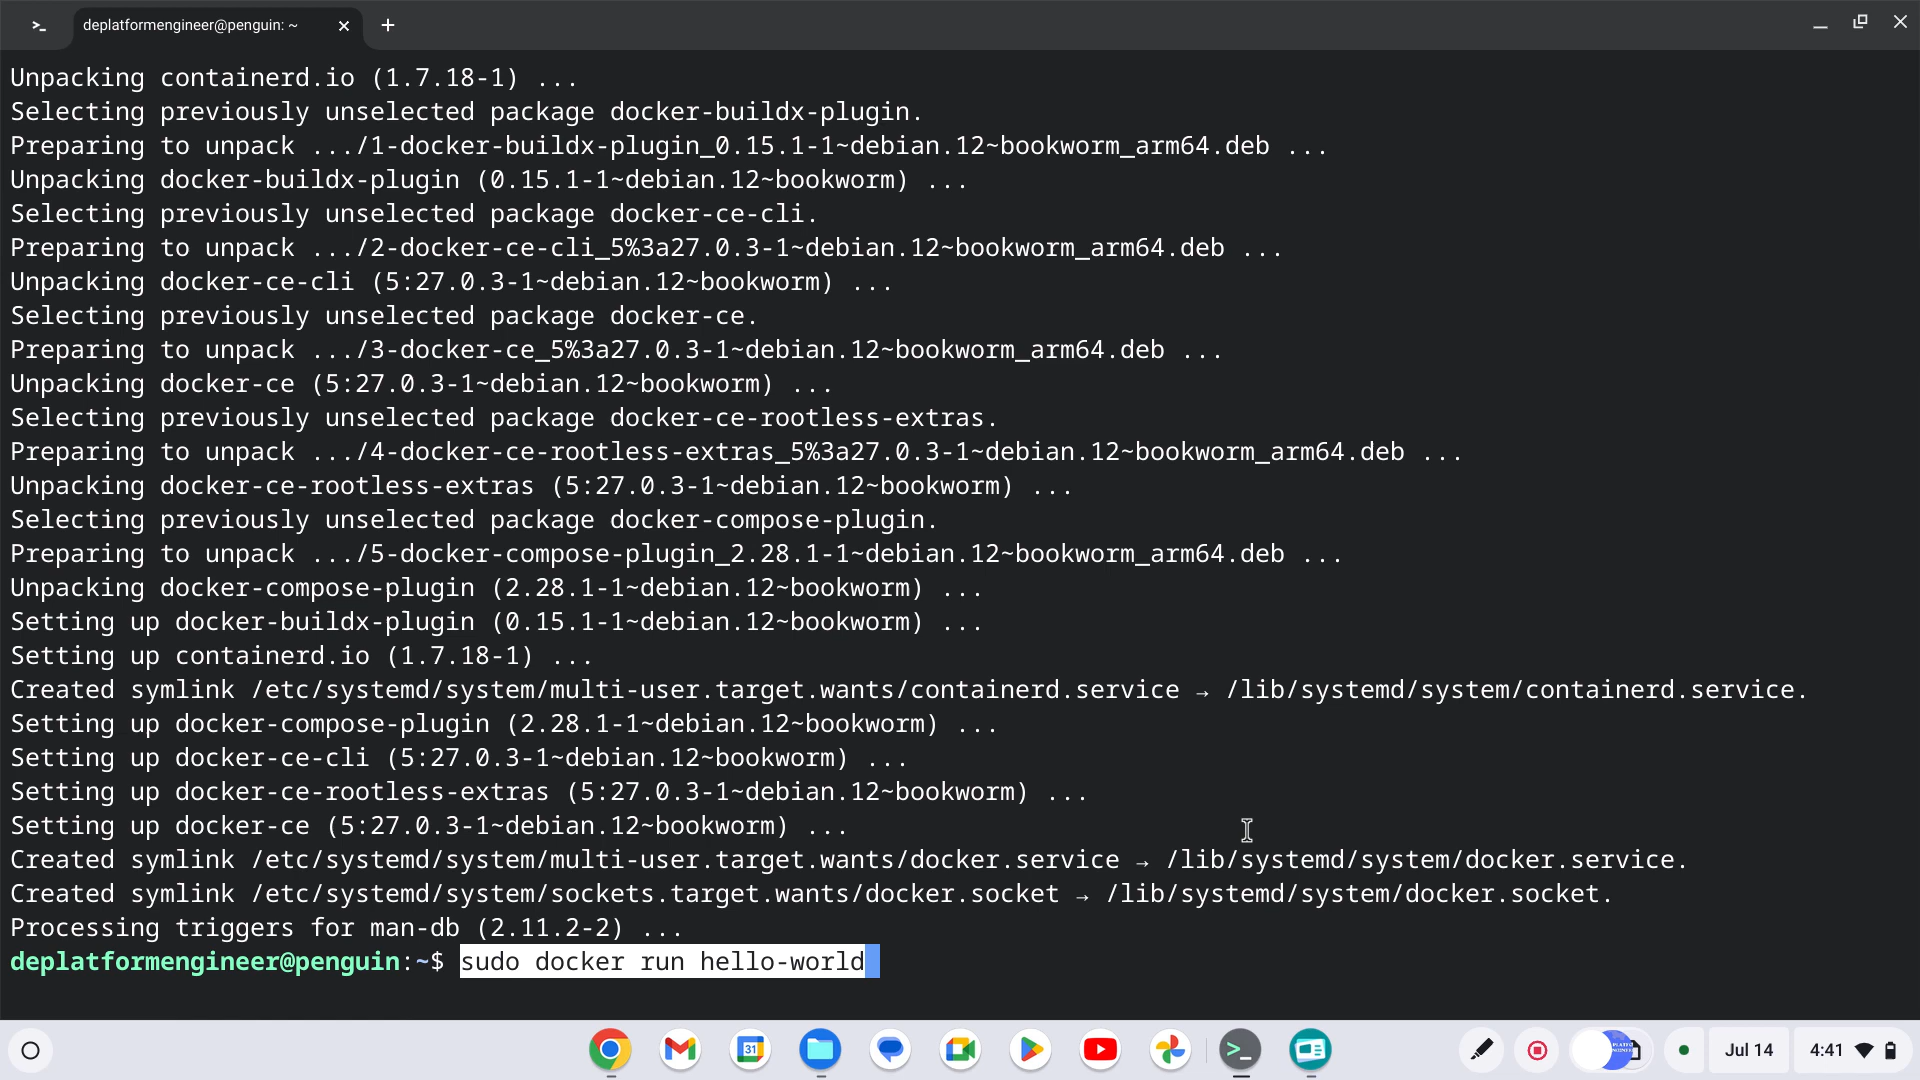 deplatformengineer@penguin: ~
Unpacking containerd.io (1.7.18-1) ...
Selecting previously unselected package docker-buildx-plugin.
Preparing to unpack .../1-docker-buildx-plugin_0.15.1-1~debian.12~bookworm_arm64.deb ...
Unpacking docker-buildx-plugin (0.15.1-1~debian.12~bookworm) ...
Selecting previously unselected package docker-ce-cli.
Preparing to unpack .../2-docker-ce-cli_5%3a27.0.3-1~debian.12~bookworm_arm64.deb ...
Unpacking docker-ce-cli (5:27.0.3-1~debian.12~bookworm) ...
Selecting previously unselected package docker-ce.
Preparing to unpack .../3-docker-ce_5%3a27.0.3-1~debian.12~bookworm_arm64.deb ...
Unpacking docker-ce (5:27.0.3-1~debian.12~bookworm) ...
Selecting previously unselected package docker-ce-rootless-extras.
Preparing to unpack .../4-docker-ce-rootless-extras_5%3a27.0.3-1~debian.12~bookworm_arm64.deb ...
Unpacking docker-ce-rootless-extras (5:27.0.3-1~debian.12~bookworm) ...
Selecting previously unselected package docker-compose-plugin.
Preparing to unpack .../5-docker-compose-plugin_2.28.1-1~debian.12~bookworm_arm64.deb ...
Unpacking docker-compose-plugin (2.28.1-1~debian.12~bookworm) ...
Setting up docker-buildx-plugin (0.15.1-1~debian.12~bookworm) ...
Setting up containerd.io (1.7.18-1) ...
Created symlink /etc/systemd/system/multi-user.target.wants/containerd.service → /lib/systemd/system/containerd.service.
Setting up docker-compose-plugin (2.28.1-1~debian.12~bookworm) ...
Setting up docker-ce-cli (5:27.0.3-1~debian.12~bookworm) ...
Setting up docker-ce-rootless-extras (5:27.0.3-1~debian.12~bookworm) ...
Setting up docker-ce (5:27.0.3-1~debian.12~bookworm) ...
Created symlink /etc/systemd/system/multi-user.target.wants/docker.service → /lib/systemd/system/docker.service.
Created symlink /etc/systemd/system/sockets.target.wants/docker.socket → /lib/systemd/system/docker.socket.
Processing triggers for man-db (2.11.2-2) ...
deplatformengineer@penguin:~$ sudo docker run hello-world
31
Jul 14
4:41